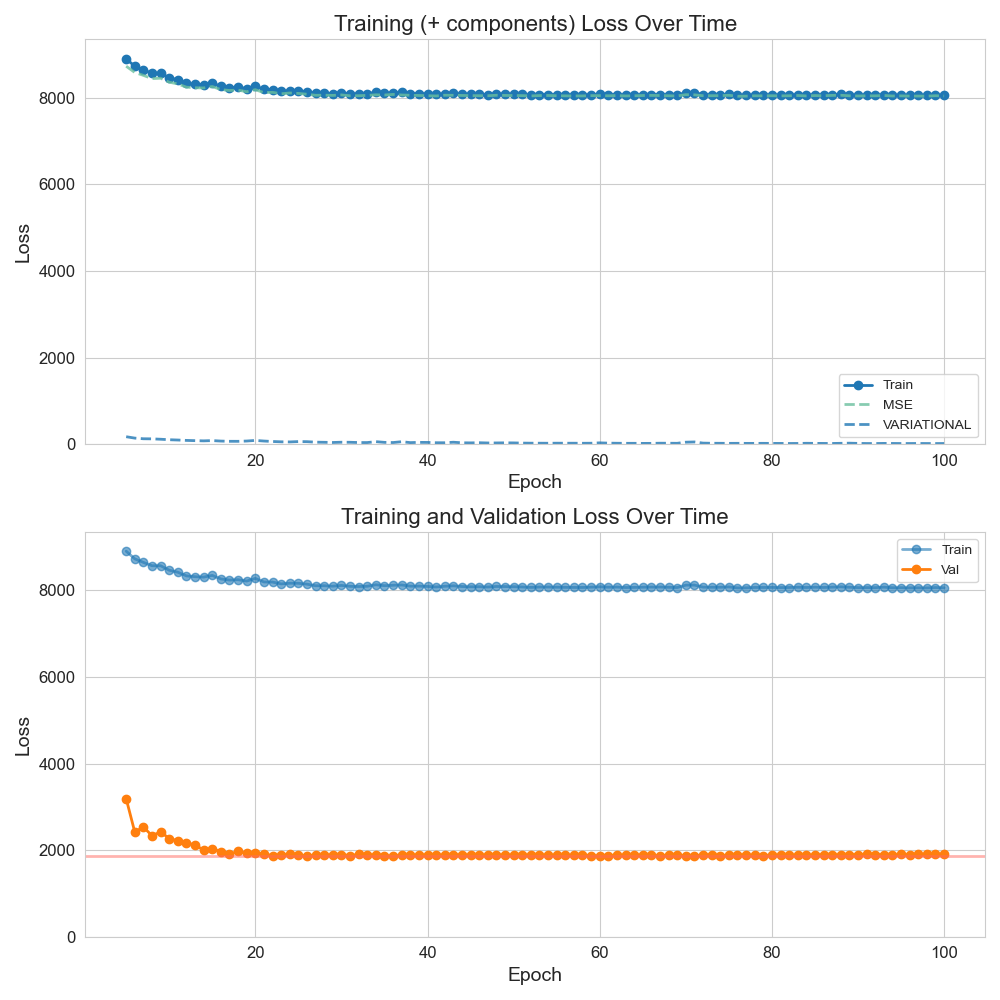 Training (+ components) Loss Over Time
8000
6000
4000
2000
0
Loss
Train
MSE
VARIATIONAL
20 40 60 80 100
Epoch
Training and Validation Loss Over Time
8000
6000
4000
2000
0
Loss
Train
Val
20 40 60 80 100
Epoch